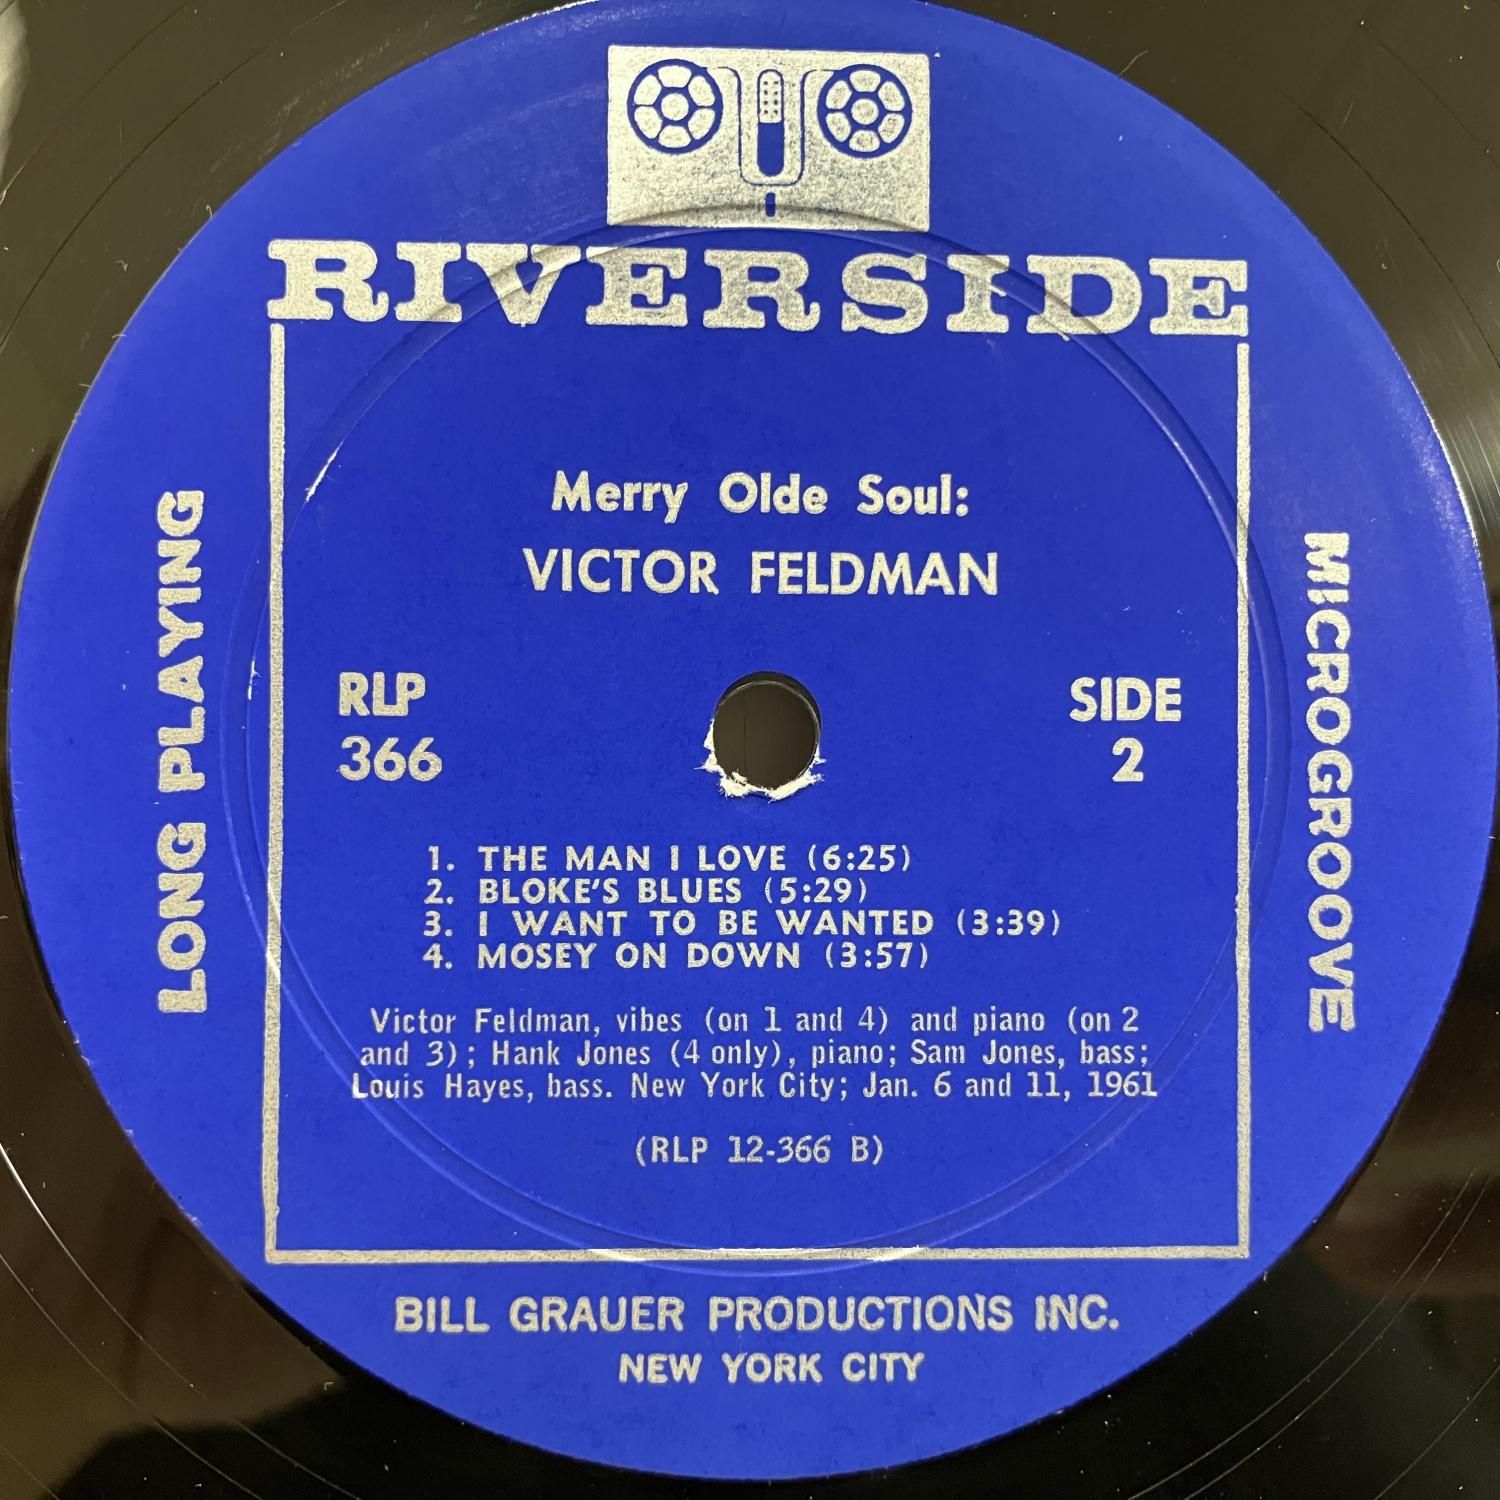 RIVERSIDE
Merry Olde Soul:
VICTOR FELDMAN
LONG PLAYING
MICROGROOVE
RLP
366
SIDE
2
1. THE MAN I LOVE (6:25)
2. BLOKE'S BLUES (5:29)
3. I WANT TO BE WANTED (3:39)
4. MOSEY ON DOWN (3:57)
Victor Feldman, vibes (on 1 and 4) and piano (on 2
and 3); Hank Jones (4 only), piano; Sam Jones, bass;
Louis Hayes, bass. New York City; Jan. 6 and 11, 1961
(RLP 12-366 B)
BILL GRAUER PRODUCTIONS INC.
NEW YORK CITY